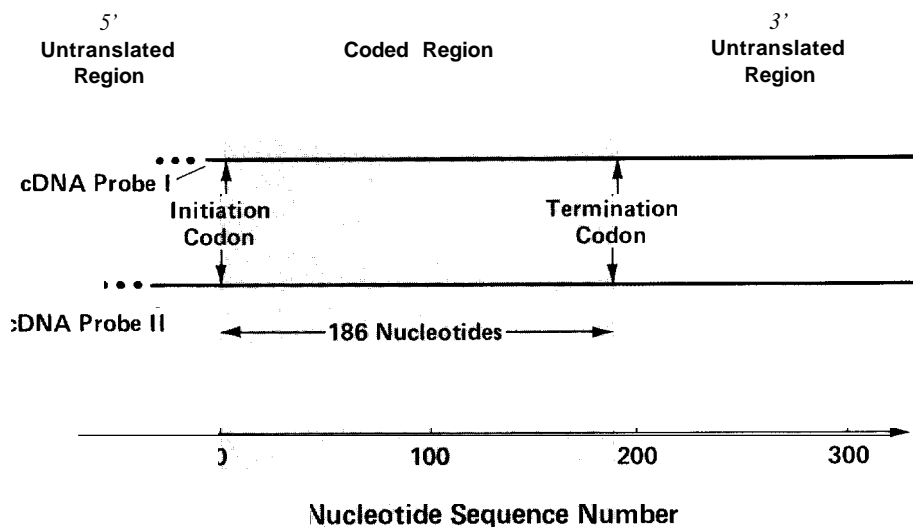 5'
Untranslated
Region
Coded Region
3'
Untranslated
Region
cDNA Probe I
Initiation
Codon
Termination
Codon
cDNA Probe II
186 Nucleotides
0 100 200 300
Nucleotide Sequence Number